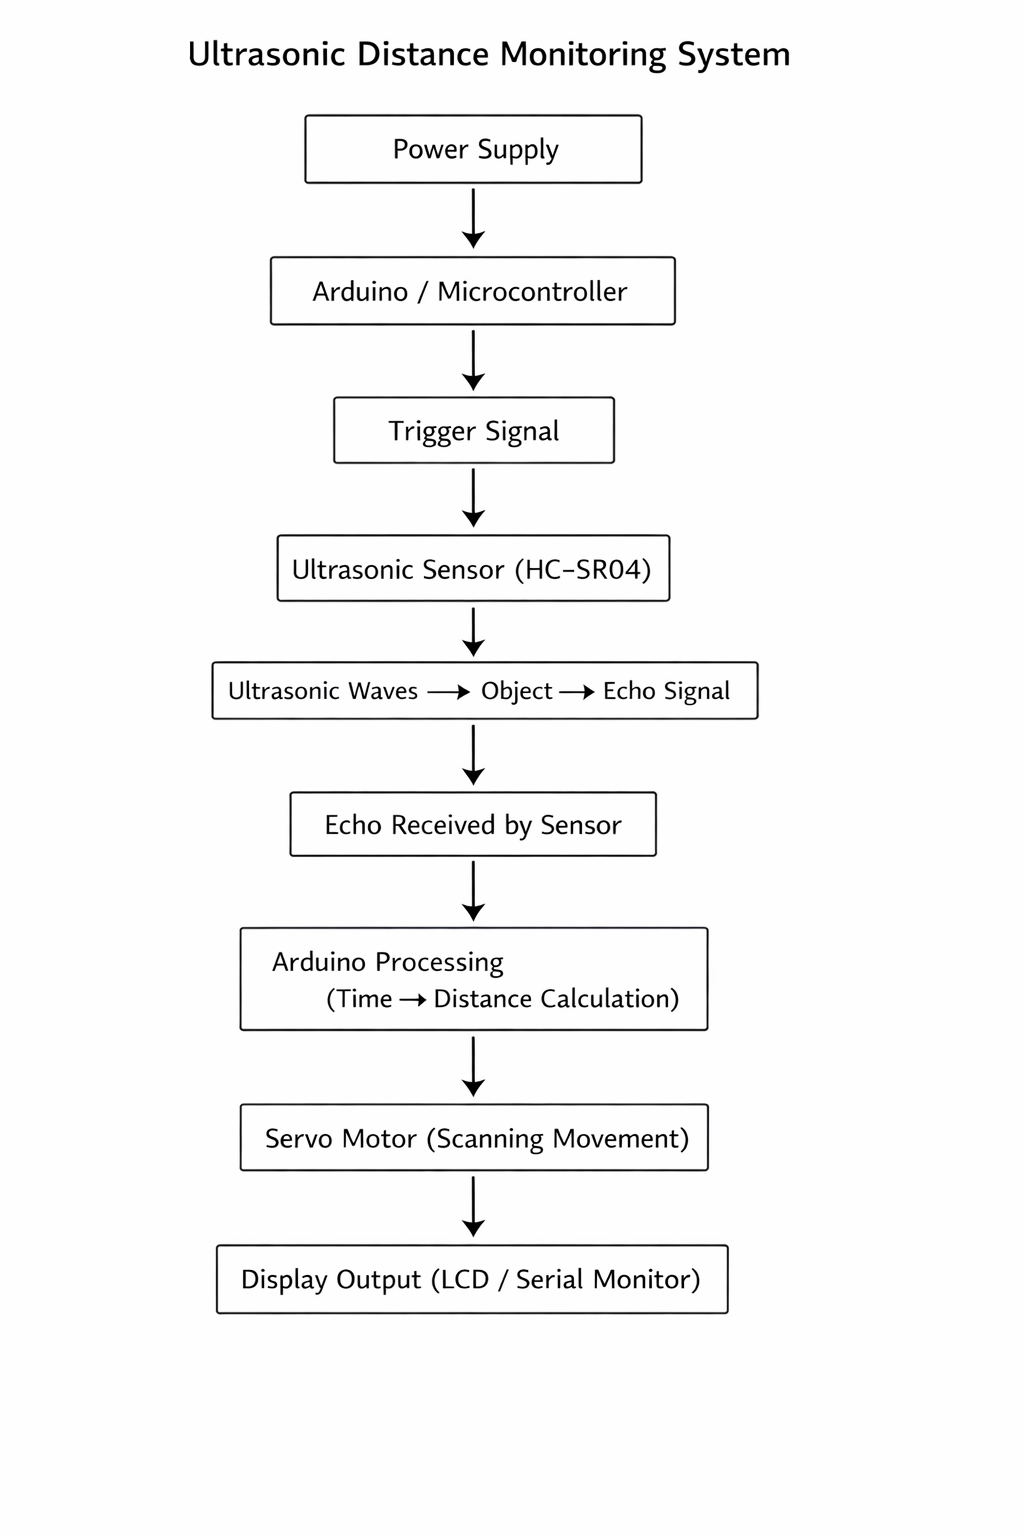 Ultrasonic Distance Monitoring System
Power Supply
Arduino / Microcontroller
Trigger Signal
Ultrasonic Sensor (HC–SR04)
Ultrasonic Waves → Object → Echo Signal
Echo Received by Sensor
Arduino Processing
(Time → Distance Calculation)
Servo Motor (Scanning Movement)
Display Output (LCD / Serial Monitor)